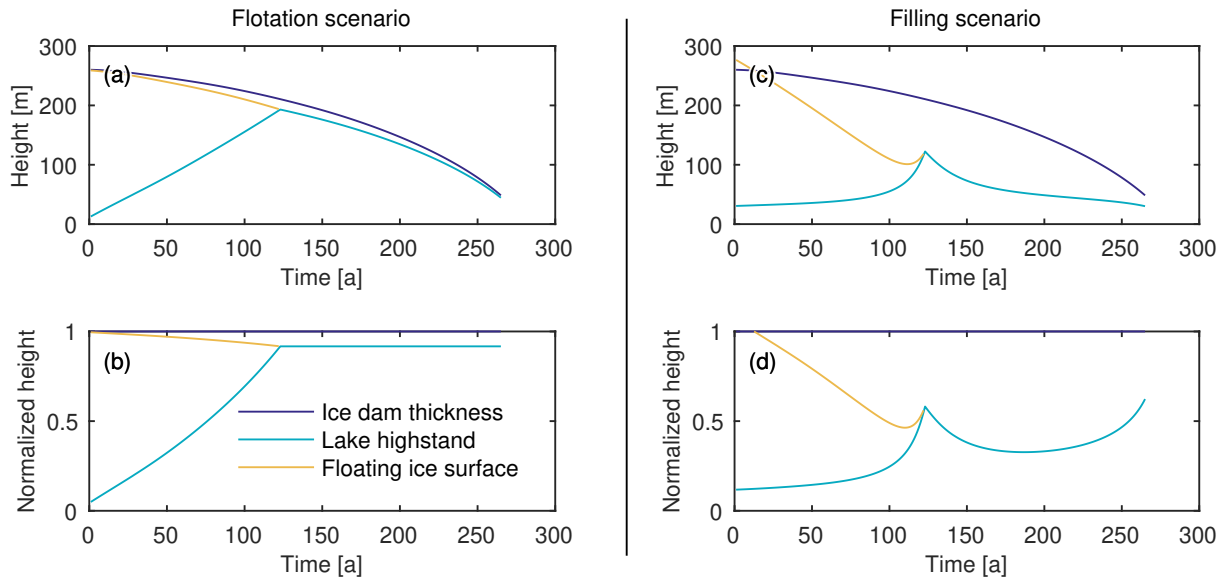 Flotation scenario
Filling scenario
Height [m]
300
200
100
0
(a)
0 50 100 150 200 250 300
Time [a]
Height [m]
300
200
100
0
(c)
0 50 100 150 200 250 300
Time [a]
Normalized height
1
0.5
0
(b)
Ice dam thickness
Lake highstand
Floating ice surface
0 50 100 150 200 250 300
Time [a]
Normalized height
1
0.5
0
(d)
0 50 100 150 200 250 300
Time [a]